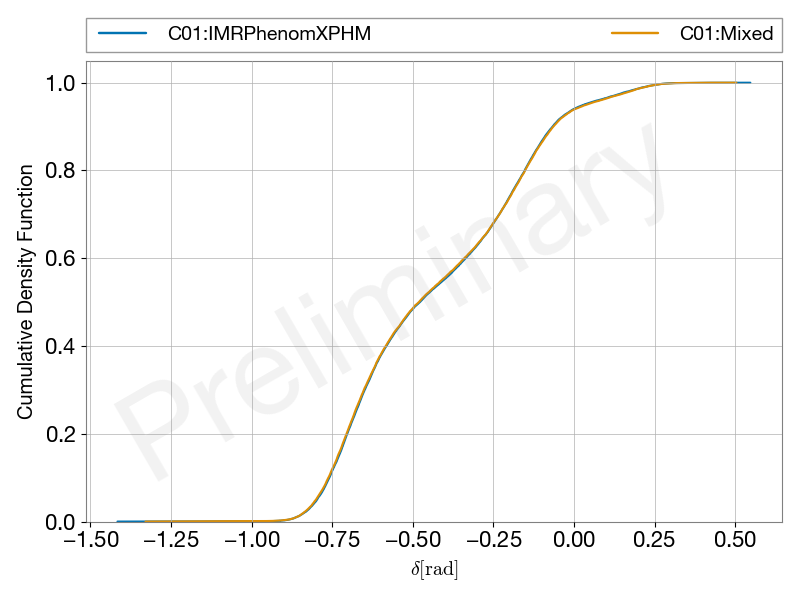 C01:IMRPhenomXPHM C01:Mixed
1.0
0.8
0.6
0.4
0.2
0.0
Cumulative Density Function
Preliminary
−1.50 −1.25 −1.00 −0.75 −0.50 −0.25 0.00 0.25 0.50
δ[rad]